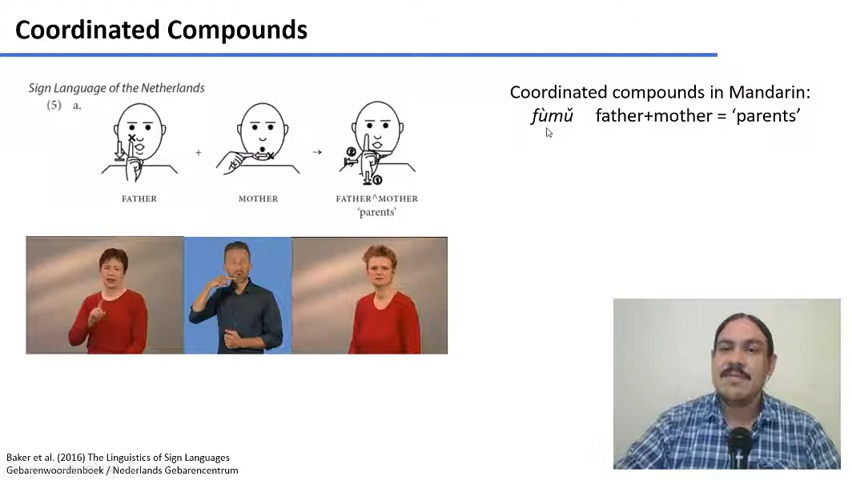 Coordinated Compounds
Sign Language of the Netherlands
(5) a.
+
→
FATHER
MOTHER
FATHER^MOTHER
'parents'
Coordinated compounds in Mandarin:
fùmǔ father+mother = 'parents'
Baker et al. (2016) The Linguistics of Sign Languages
Gebarenwoordenboek / Nederlands Gebarencentrum